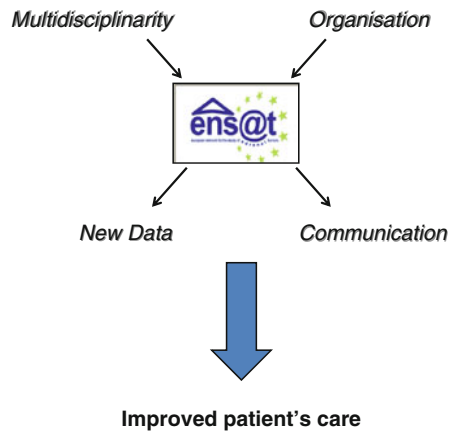 Multidisciplinarity
Organisation
ens@t
New Data
Communication
Improved patient's care